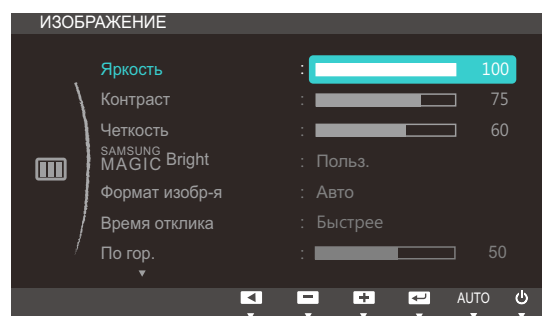 ИЗОБРАЖЕНИЕ
Яркость : 100
Контраст : 75
Четкость : 60
SAMSUNG MAGIC Bright : Польз.
Формат изобр-я : Авто
Время отклика : Быстрее
По гор. : 50
AUTO